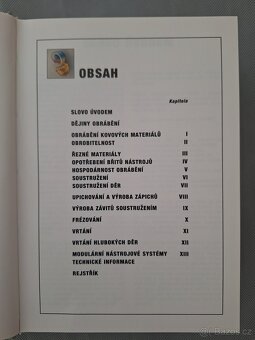 OBSAH
Kapitola
SLOVO ÚVODEM
DĚJINY OBRÁBĚNÍ
OBRÁBĚNÍ KOVOVÝCH MATERIÁLŮ I
OBROBITELNOST II
ŘEZNÉ MATERIÁLY III
OPOTŘEBENÍ BŘITŮ NÁSTROJŮ IV
HOSPODÁRNOST OBRÁBĚNÍ V
SOUSTRUŽENÍ VI
SOUSTRUŽENÍ DĚR VII
UPICHOVÁNÍ A VÝROBA ZÁPICHŮ VIII
VÝROBA ZÁVITŮ SOUSTRUŽENÍM IX
FRÉZOVÁNÍ X
VRTÁNÍ XI
VRTÁNÍ HLUBOKÝCH DĚR XII
MODULÁRNÍ NÁSTROJOVÉ SYSTÉMY XIII
TECHNICKÉ INFORMACE
REJSTŘÍK
sbazos.cz